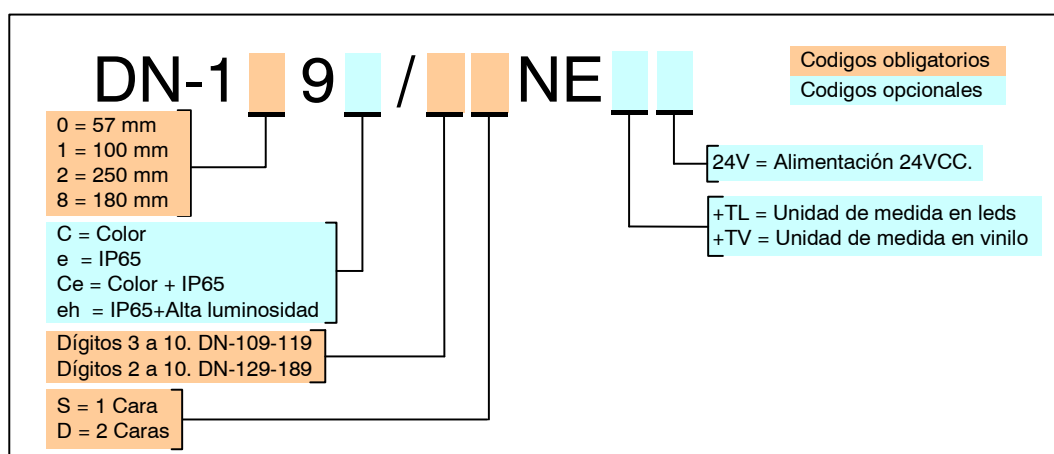 DN-1 9 / NE
Codigos obligatorios
Codigos opcionales
0 = 57 mm
1 = 100 mm
2 = 250 mm
8 = 180 mm
24V = Alimentación 24VCC.
+TL = Unidad de medida en leds
+TV = Unidad de medida en vinilo
C = Color
e = IP65
Ce = Color + IP65
eh = IP65+Alta luminosidad
Dígitos 3 a 10. DN-109-119
Dígitos 2 a 10. DN-129-189
S = 1 Cara
D = 2 Caras